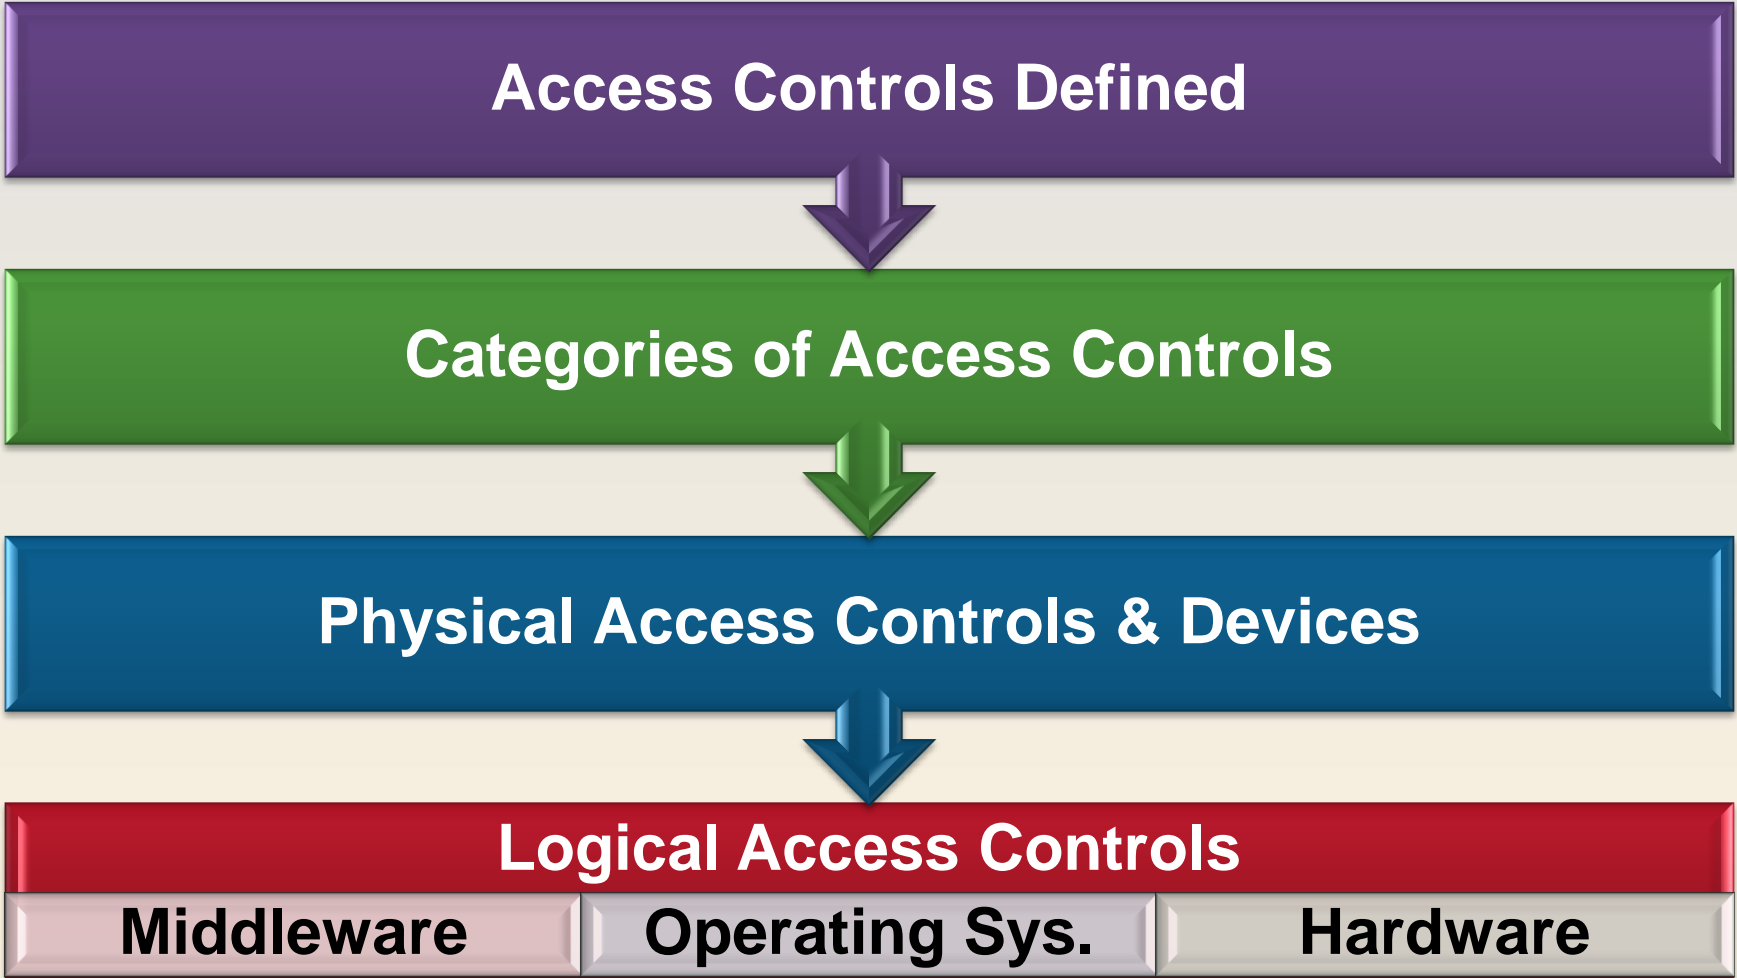 Access Controls Defined
Categories of Access Controls
Physical Access Controls & Devices
Logical Access Controls
Middleware
Operating Sys.
Hardware